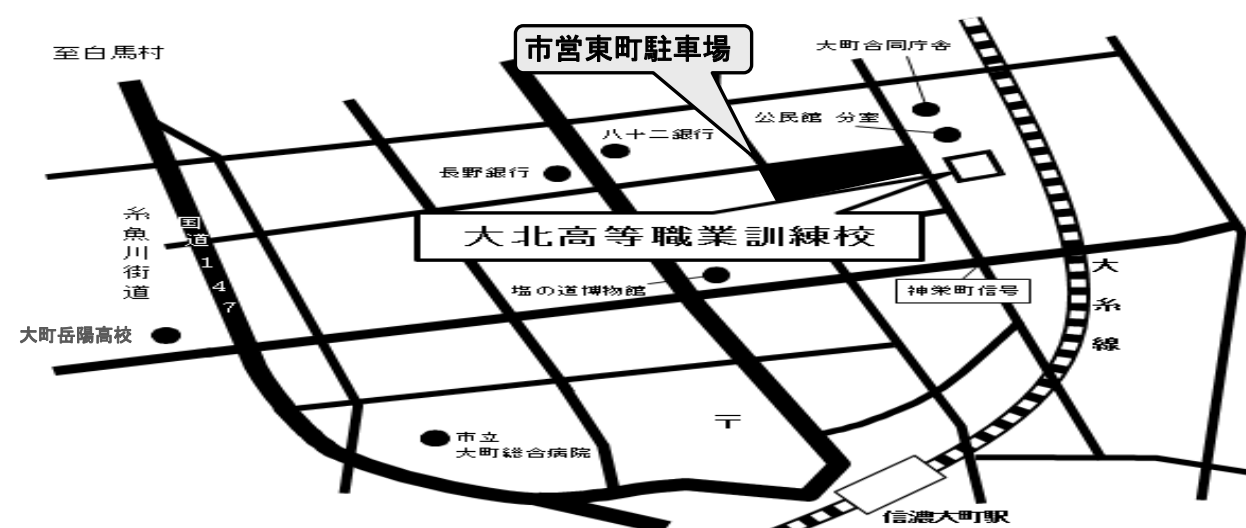 至白馬村
市営東町駐車場
大町合同庁舎
公民館 分室
八十二銀行
長野銀行
糸魚川街道
国道147
大北高等職業訓練校
塩の道博物館
神栄町信号
大糸線
大町岳陽高校
〒
市立
大町総合病院
信濃大町駅